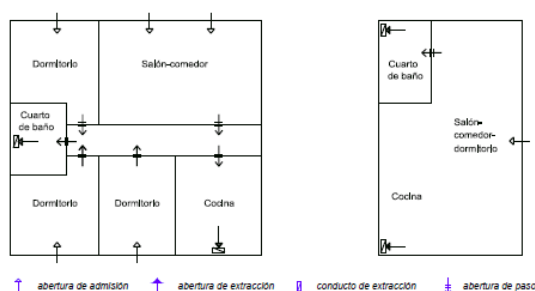 Dormitorio
Salón-comedor
Cuarto
de baño
Dormitorio
Dormitorio
Cocina
Cuarto
de baño
Salón-
comedor-
dormitorio
Cocina
abertura de admisión
abertura de extracción
conducto de extracción
abertura de paso